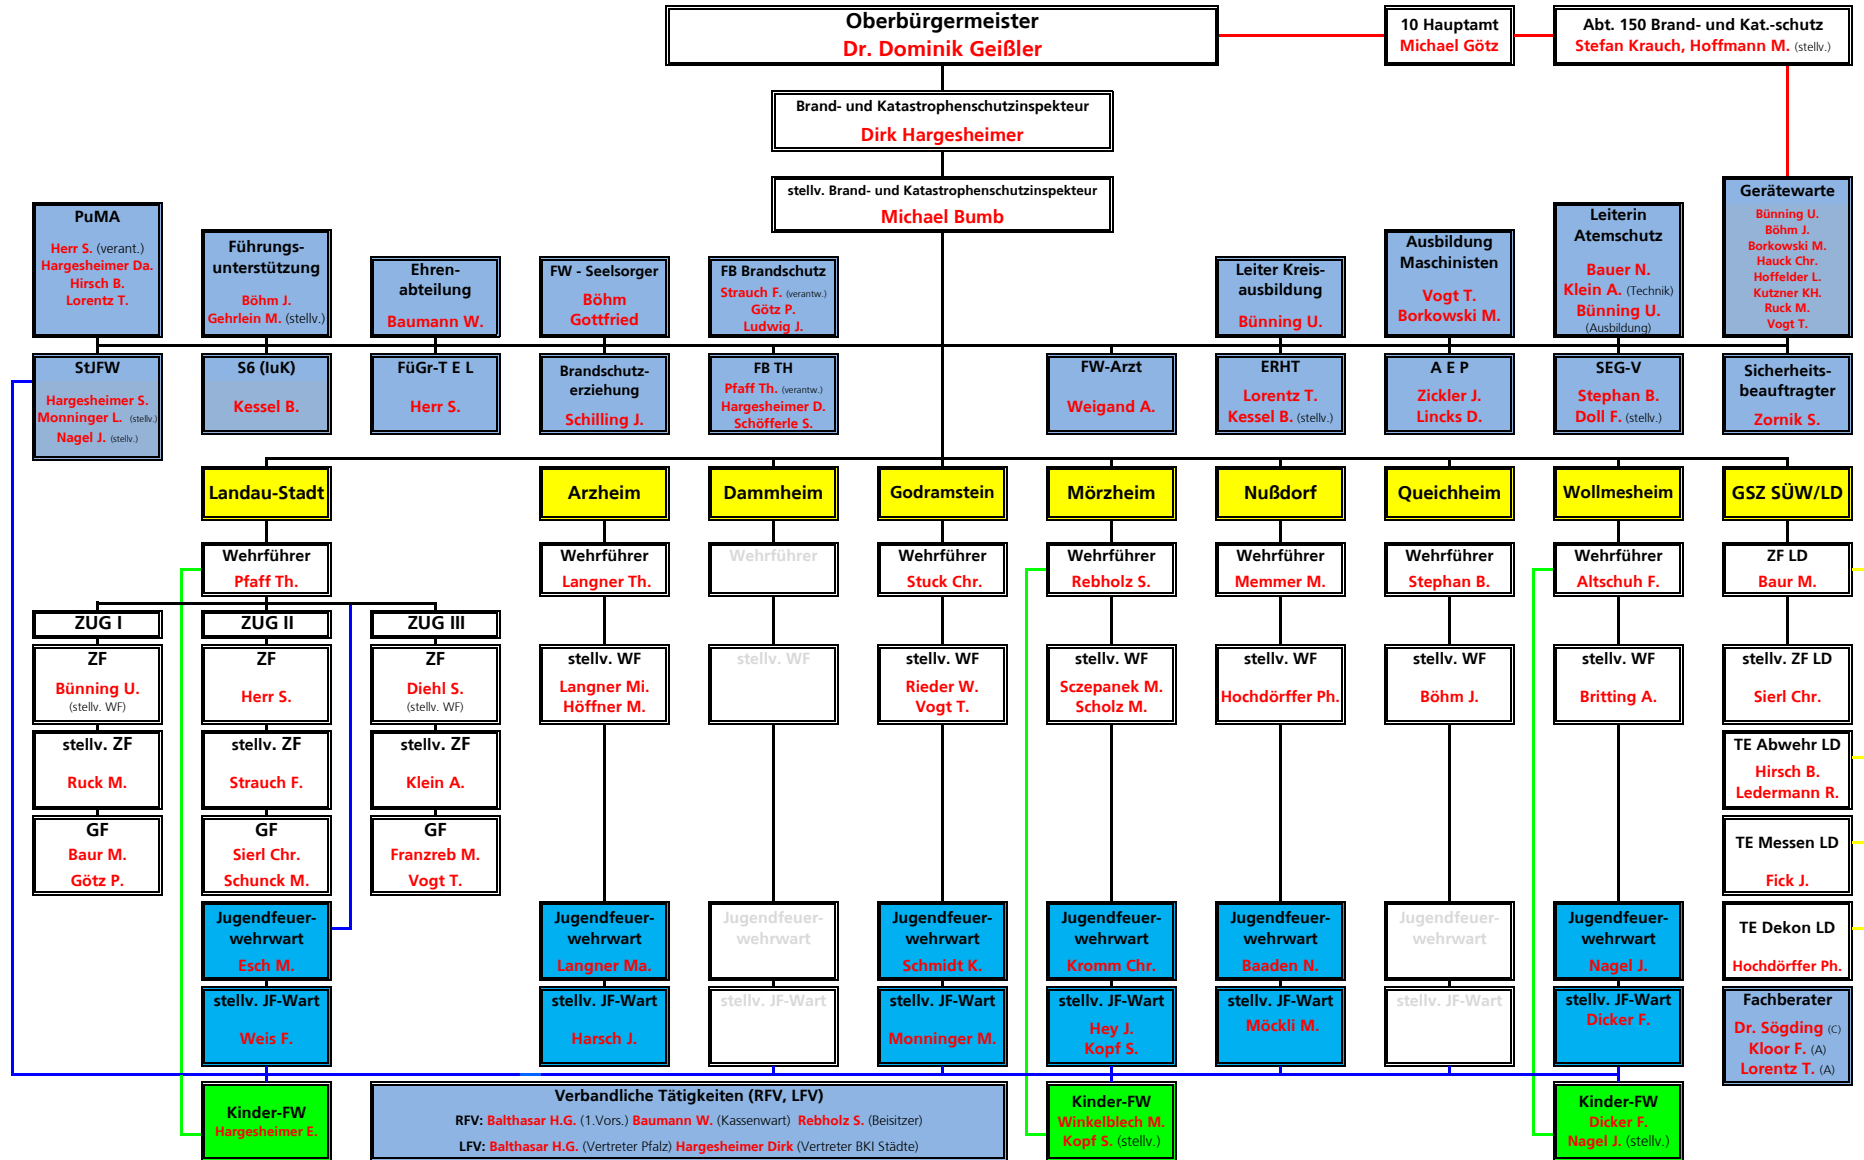 Oberbürgermeister
Dr. Dominik Geißler
10 Hauptamt
Michael Götz
Abt. 150 Brand- und Kat.-schutz
Stefan Krauch, Hoffmann M. (stellv.)
Brand- und Katastrophenschutzinspekteur
Dirk Hargesheimer
stellv. Brand- und Katastrophenschutzinspekteur
Michael Bumb
PuMA
Herr S. (verant.)
Hargesheimer Da.
Hirsch B.
Lorentz T.
Führungs-
unterstützung
Böhm J.
Gehrlein M. (stellv.)
Ehren-
abteilung
Baumann W.
FW - Seelsorger
Böhm
Gottfried
FB Brandschutz
Strauch F. (verantw.)
Götz P.
Ludwig J.
Leiter Kreis-
ausbildung
Bünning U.
Ausbildung
Maschinisten
Vogt T.
Borkowski M.
Leiterin
Atemschutz
Bauer N.
Klein A. (Technik)
Bünning U.
(Ausbildung)
Gerätewarte
Bünning U.
Böhm J.
Borkowski M.
Hauck Chr.
Hoffelder L.
Kutzner KH.
Ruck M.
Vogt T.
StJFW
Hargesheimer S.
Monninger L. (stellv.)
Nagel J. (stellv.)
S6 (IuK)
Kessel B.
FüGr-T E L
Herr S.
Brandschutz-
erziehung
Schilling J.
FB TH
Pfaff Th. (verantw.)
Hargesheimer D.
Schöfferle S.
FW-Arzt
Weigand A.
ERHT
Lorentz T.
Kessel B. (stellv.)
A E P
Zickler J.
Lincks D.
SEG-V
Stephan B.
Doll F. (stellv.)
Sicherheits-
beauftragter
Zornik S.
Landau-Stadt
Arzheim
Dammheim
Godramstein
Mörzheim
Nußdorf
Queichheim
Wollmesheim
GSZ SÜW/LD
Wehrführer
Pfaff Th.
Wehrführer
Langner Th.
Wehrführer
Wehrführer
Stuck Chr.
Wehrführer
Rebholz S.
Wehrführer
Memmer M.
Wehrführer
Stephan B.
Wehrführer
Altschuh F.
ZF LD
Baur M.
ZUG I
ZUG II
ZUG III
ZF
Bünning U.
(stellv. WF)
ZF
Herr S.
ZF
Diehl S.
(stellv. WF)
stellv. WF
Langner Mi.
Höffner M.
stellv. WF
stellv. WF
Rieder W.
Vogt T.
stellv. WF
Sczepanek M.
Scholz M.
stellv. WF
Hochdörffer Ph.
stellv. WF
Böhm J.
stellv. WF
Britting A.
stellv. ZF LD
Sierl Chr.
stellv. ZF
Ruck M.
stellv. ZF
Strauch F.
stellv. ZF
Klein A.
TE Abwehr LD
Hirsch B.
Ledermann R.
GF
Baur M.
Götz P.
GF
Sierl Chr.
Schunck M.
GF
Franzreb M.
Vogt T.
TE Messen LD
Fick J.
Jugendfeuer-
wehrwart
Esch M.
Jugendfeuer-
wehrwart
Langner Ma.
Jugendfeuer-
wehrwart
Jugendfeuer-
wehrwart
Schmidt K.
Jugendfeuer-
wehrwart
Kromm Chr.
Jugendfeuer-
wehrwart
Baaden N.
Jugendfeuer-
wehrwart
Jugendfeuer-
wehrwart
Nagel J.
TE Dekon LD
Hochdörffer Ph.
stellv. JF-Wart
Weis F.
stellv. JF-Wart
Harsch J.
stellv. JF-Wart
stellv. JF-Wart
Monninger M.
stellv. JF-Wart
Hey J.
Kopf S.
stellv. JF-Wart
Möckli M.
stellv. JF-Wart
stellv. JF-Wart
Dicker F.
Fachberater
Dr. Sögding (C)
Kloor F. (A)
Lorentz T. (A)
Kinder-FW
Hargesheimer E.
Verbandliche Tätigkeiten (RFV, LFV)
RFV: Balthasar H.G. (1.Vors.) Baumann W. (Kassenwart) Rebholz S. (Beisitzer)
LFV: Balthasar H.G. (Vertreter Pfalz) Hargesheimer Dirk (Vertreter BKI Städte)
Kinder-FW
Winkelblech M.
Kopf S. (stellv.)
Kinder-FW
Dicker F.
Nagel J. (stellv.)